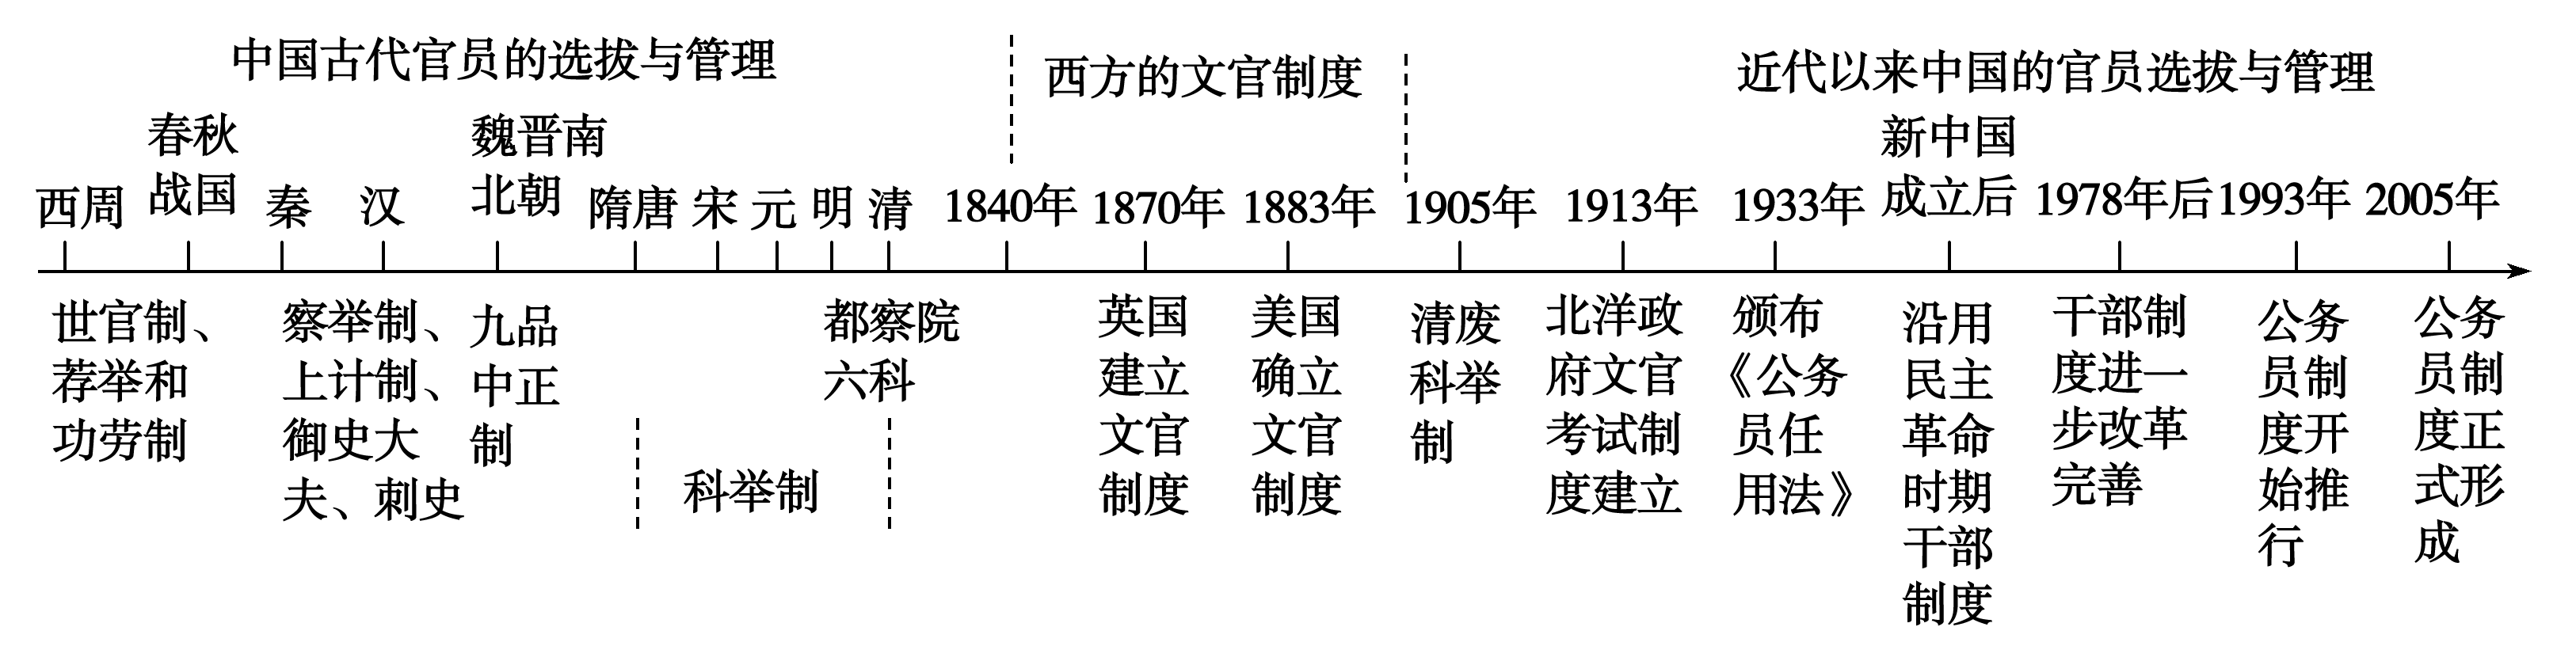 中国古代官员的选拔与管理
西方的文官制度
近代以来中国的官员选拔与管理
西周
春秋
战国
秦
汉
魏晋南
北朝
隋唐
宋
元
明
清
1840年
1870年
1883年
1905年
1913年
1933年
新中国
成立后
1978年后
1993年
2005年
世官制、
荐举和
功劳制
察举制、
上计制、
御史大
夫、刺史
九品
中正
制
科举制
都察院
六科
英国
建立
文官
制度
美国
确立
文官
制度
清废
科举
制
北洋政
府文官
考试制
度建立
颁布
《公务
员任
用法》
沿用
民主
革命
时期
干部
制度
干部制
度进一
步改革
完善
公务
员制
度开
始推
行
公务
员制
度正
式形
成